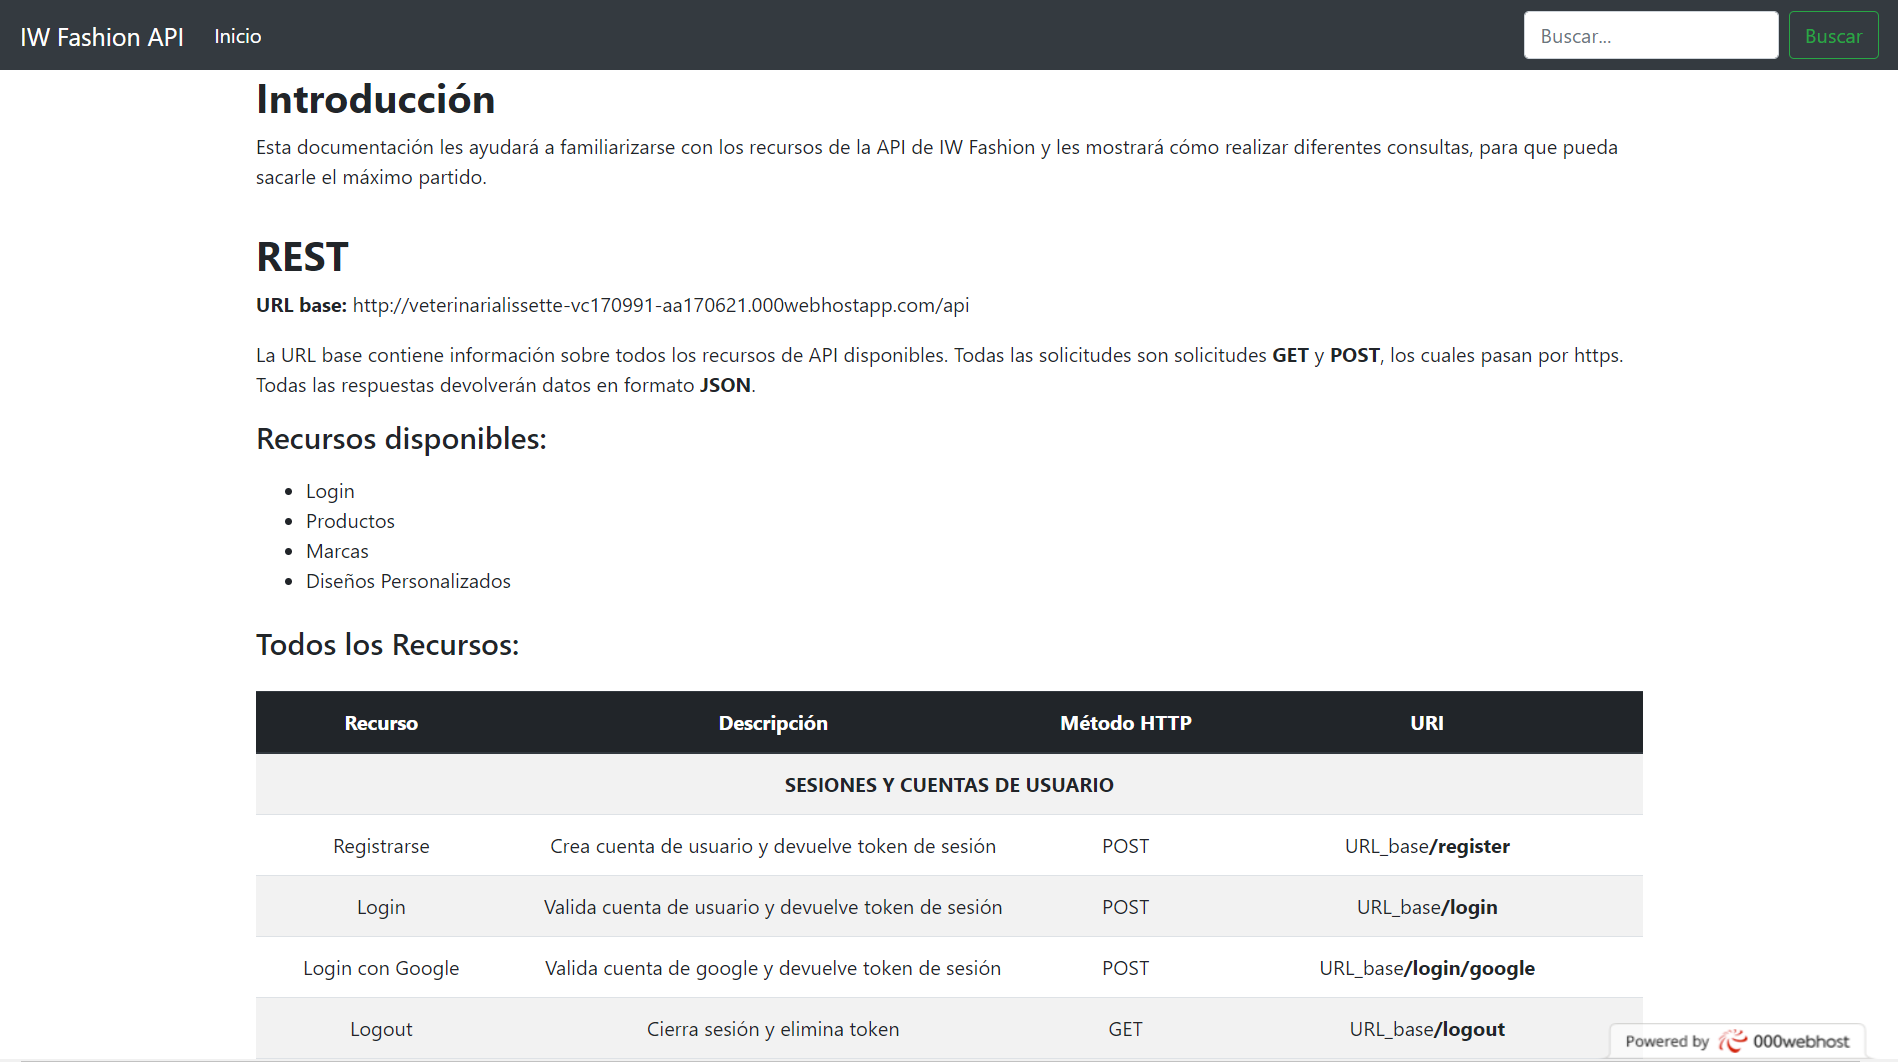 IW Fashion API Inicio Buscar... Buscar
Introducción
Esta documentación les ayudará a familiarizarse con los recursos de la API de IW Fashion y les mostrará cómo realizar diferentes consultas, para que pueda
sacarle el máximo partido.
REST
URL base: http://veterinarialissette-vc170991-aa170621.000webhostapp.com/api
La URL base contiene información sobre todos los recursos de API disponibles. Todas las solicitudes son solicitudes GET y POST, los cuales pasan por https.
Todas las respuestas devolverán datos en formato JSON.
Recursos disponibles:
• Login
• Productos
• Marcas
• Diseños Personalizados
Todos los Recursos:
Recurso Descripción Método HTTP URI
SESIONES Y CUENTAS DE USUARIO
Registrarse Crea cuenta de usuario y devuelve token de sesión POST URL_base/register
Login Valida cuenta de usuario y devuelve token de sesión POST URL_base/login
Login con Google Valida cuenta de google y devuelve token de sesión POST URL_base/login/google
Logout Cierra sesión y elimina token GET URL_base/logout
Powered by 000webhost